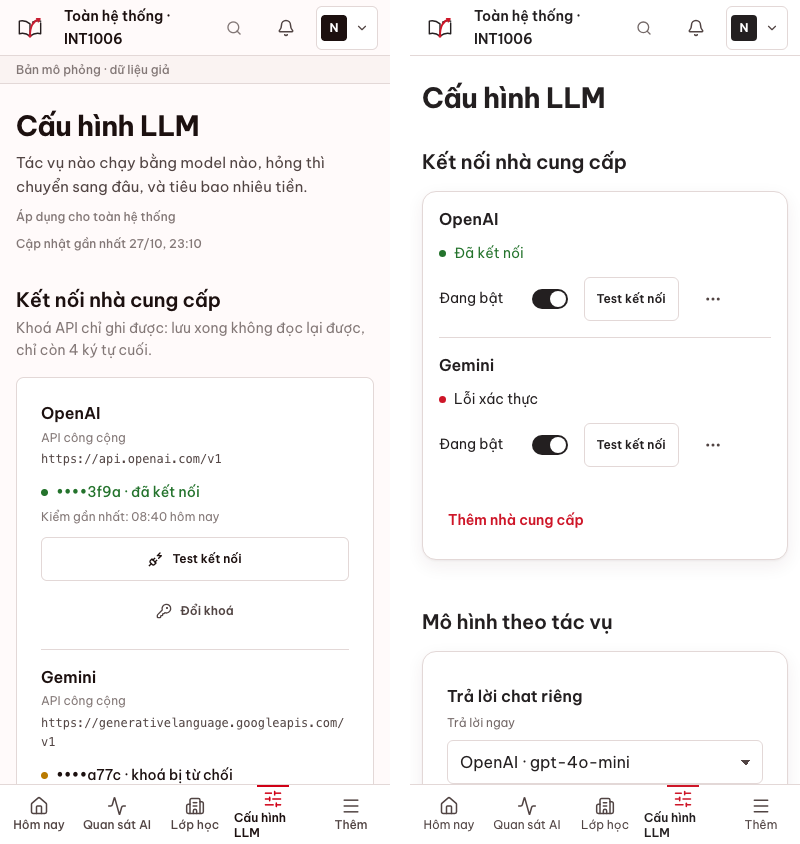 Toàn hệ thống ·
INT1006
N
Bản mô phỏng · dữ liệu giả
Cấu hình LLM
Tác vụ nào chạy bằng model nào, hỏng thì
chuyển sang đâu, và tiêu bao nhiêu tiền.
Áp dụng cho toàn hệ thống
Cập nhật gần nhất 27/10, 23:10
Kết nối nhà cung cấp
Khoá API chỉ ghi được: lưu xong không đọc lại được,
chỉ còn 4 ký tự cuối.
OpenAI
API công cộng
https://api.openai.com/v1
••••3f9a · đã kết nối
Kiểm gần nhất: 08:40 hôm nay
Test kết nối
Đổi khoá
Gemini
API công cộng
https://generativelanguage.googleapis.com/
v1
••••a77c · khoá bị từ chối
Hôm nay
Quan sát AI
Lớp học
Cấu hình
LLM
Thêm
Toàn hệ thống ·
INT1006
N
Cấu hình LLM
Kết nối nhà cung cấp
OpenAI
Đã kết nối
Đang bật
Test kết nối
Gemini
Lỗi xác thực
Đang bật
Test kết nối
Thêm nhà cung cấp
Mô hình theo tác vụ
Trả lời chat riêng
Trả lời ngay
OpenAI · gpt-4o-mini
Hôm nay
Quan sát AI
Lớp học
Cấu hình
LLM
Thêm